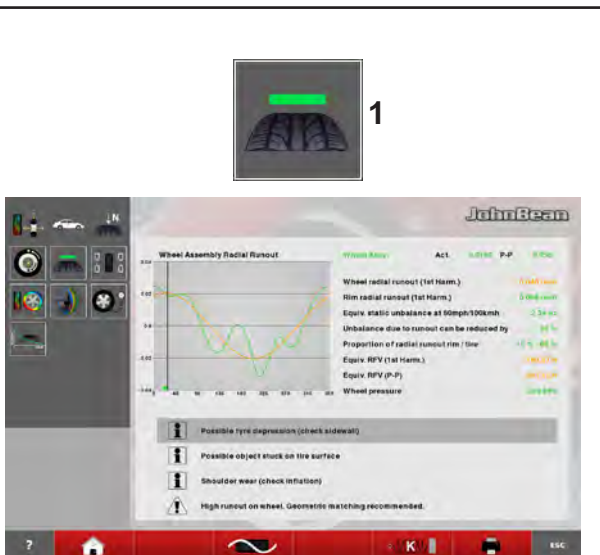 1
N
JohnBean
Wheel Assembly Radial Runout
Act.
P-P
Wheel radial runout (1st Harm.)
Rim radial runout (1st Harm.)
Equiv. static unbalance at 60mph/100kmh
Unbalance due to runout can be reduced by
Proportion of radial runout rim / tire
Equiv. RFV (1st Harm.)
Equiv. RFV (P-P)
Wheel pressure
Possible tyre depression (check sidewall)
Possible object stuck on tire surface
Shoulder wear (check inflation)
High runout on wheel. Geometric matching recommended.
?
K
ESC